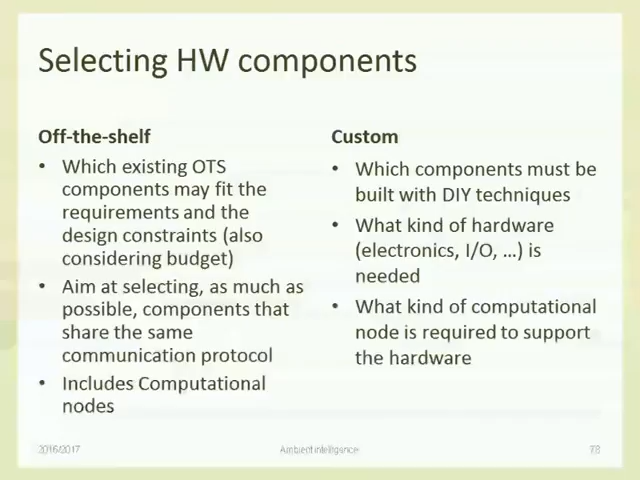 Selecting HW components
Off-the-shelf
• Which existing OTS
components may fit the
requirements and the
design constraints (also
considering budget)
• Aim at selecting, as much as
possible, components that
share the same
communication protocol
• Includes Computational
nodes
Custom
• Which components must be
built with DIY techniques
• What kind of hardware
(electronics, I/O, ...) is
needed
• What kind of computational
node is required to support
the hardware
2016/2017
Ambient intelligence
78